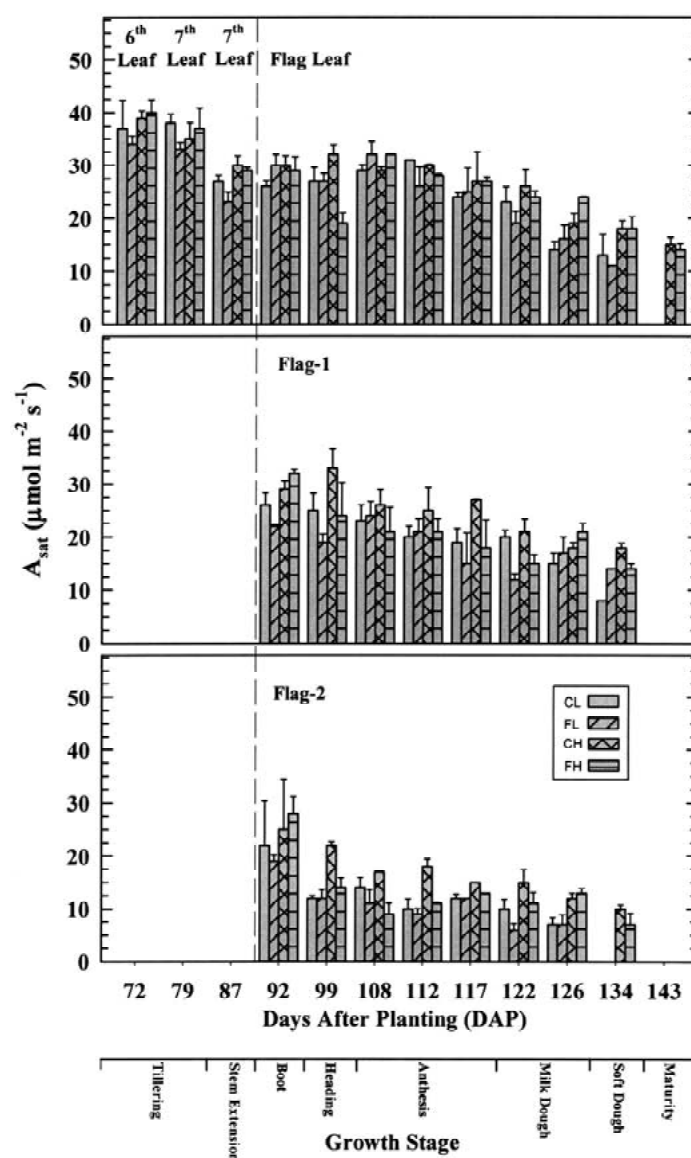 6th 7th 7th
Leaf Leaf Leaf Flag Leaf
50
40
30
20
10
0
Flag-1
50
40
30
20
10
0
Asat (μmol m-2 s-1)
Flag-2
50
40
30
20
10
0
CL
FL
CH
FH
72 79 87 92 99 108 112 117 122 126 134 143
Days After Planting (DAP)
Tillering
Stem Extension
Boot
Heading
Anthesis
Milk Dough
Soft Dough
Maturity
Growth Stage